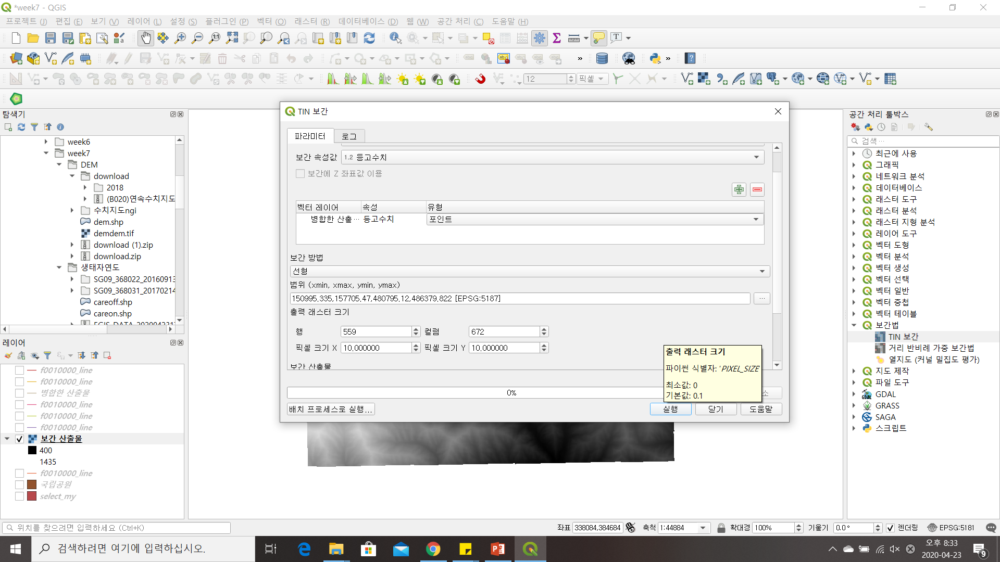 *week7 - QGIS
프로젝트 (J) 편집 (E) 보기 (V) 레이어 (L) 설정 (S) 플러그인 (P) 벡터 (O) 래스터 (R) 데이터베이스 (D) 웹 (W) 공간 처리 (C) 도움말 (H)
12 픽셀
탐색기
week6
week7
DEM
download
2018
(B020)연속수치지도
수치지도ngi
dem.shp
demdem.tif
download (1).zip
download.zip
생태자연도
SG09_368022_20160913
SG09_368031_20170214
careoff.shp
careon.shp
레이어
f0010000_line
f0010000_line
병합한 산출물
f0010000_line
f0010000_line
f0010000_line
보간 산출물
400
1435
f0010000_line
국립공원
select_my
TIN 보간
파라미터 로그
보간 속성값 1.2 등고수치
보간에 Z 좌표값 이용
벡터 레이어 속성 유형
병합한 산출… 등고수치 포인트
보간 방법
선형
범위 (xmin, xmax, ymin, ymax)
150995,335,157705,47,480795,12,486379,822 [EPSG:5187]
…
출력 래스터 크기
행 559 컬럼 672
픽셀 크기 X 10,000000 픽셀 크기 Y 10,000000
보간 산출물
0%
소
배치 프로세스로 실행… 실행 닫기 도움말
출력 래스터 크기
파이썬 식별자: 'PIXEL_SIZE
최소값: 0
기본값: 0.1
공간 처리 툴박스
검색…
최근에 사용
그래픽
네트워크 분석
데이터베이스
래스터 도구
래스터 분석
래스터 지형 분석
레이어 도구
벡터 도형
벡터 분석
벡터 생성
벡터 선택
벡터 일반
벡터 중첩
벡터 테이블
보간법
TIN 보간
거리 반비례 가중 보간법
열지도 (커널 밀집도 평가)
지도 제작
파일 도구
GDAL
GRASS
SAGA
스크립트
위치를 찾으려면 입력하세요 (Ctrl+K) 좌표 338084,384684 축척 1:44884 확대경 100% 기울기 0.0 ° 렌더링 EPSG:5181
검색하려면 여기에 입력하십시오.
오후 8:33
2020-04-23
9